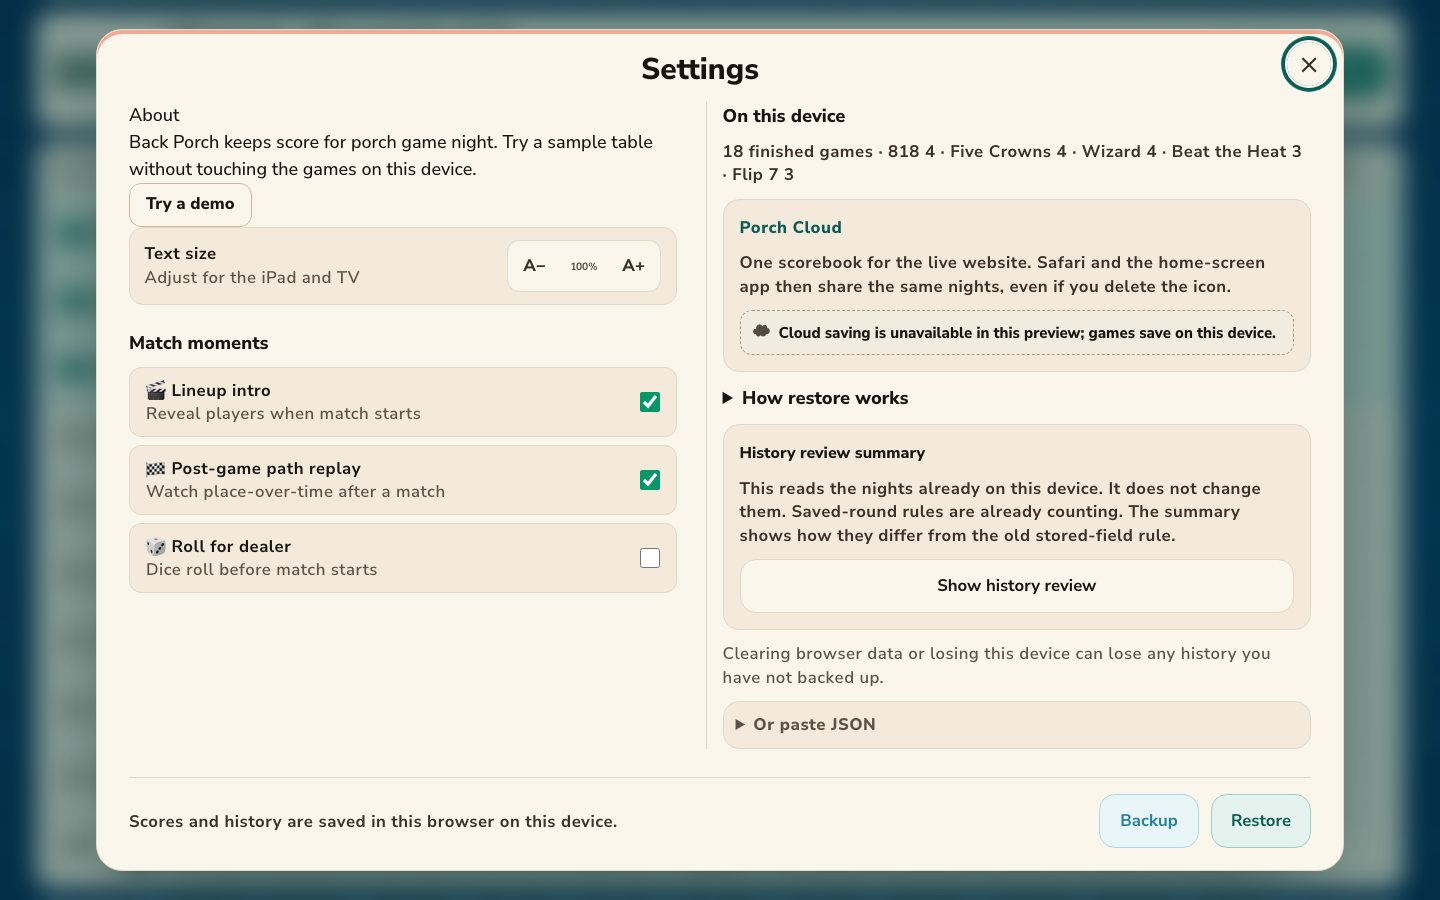 Settings
About
Back Porch keeps score for porch game night. Try a sample table
without touching the games on this device.
Try a demo
Text size
Adjust for the iPad and TV
A−
100%
A+
Match moments
🎬 Lineup intro
Reveal players when match starts
🏁 Post-game path replay
Watch place-over-time after a match
🎲 Roll for dealer
Dice roll before match starts
On this device
18 finished games · 818 4 · Five Crowns 4 · Wizard 4 · Beat the Heat 3
· Flip 7 3
Porch Cloud
One scorebook for the live website. Safari and the home-screen
app then share the same nights, even if you delete the icon.
Cloud saving is unavailable in this preview; games save on this device.
How restore works
History review summary
This reads the nights already on this device. It does not change
them. Saved-round rules are already counting. The summary
shows how they differ from the old stored-field rule.
Show history review
Clearing browser data or losing this device can lose any history you
have not backed up.
Or paste JSON
Scores and history are saved in this browser on this device.
Backup
Restore